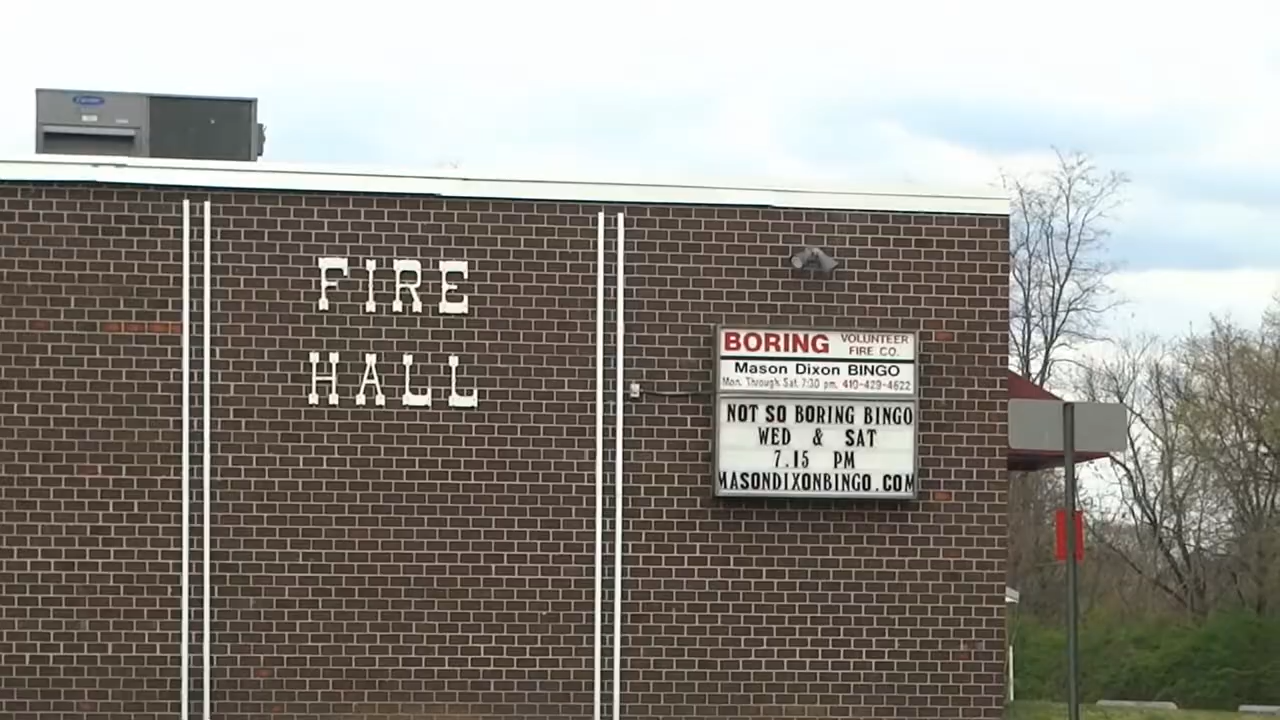 FIRE
HALL
BORING VOLUNTEER
FIRE CO.
Mason Dixon BINGO
Mon. Through Sat. 7:30 pm. 410-429-4622
NOT SO BORING BINGO
WED & SAT
7.15 PM
MASONDIXONBINGO.COM